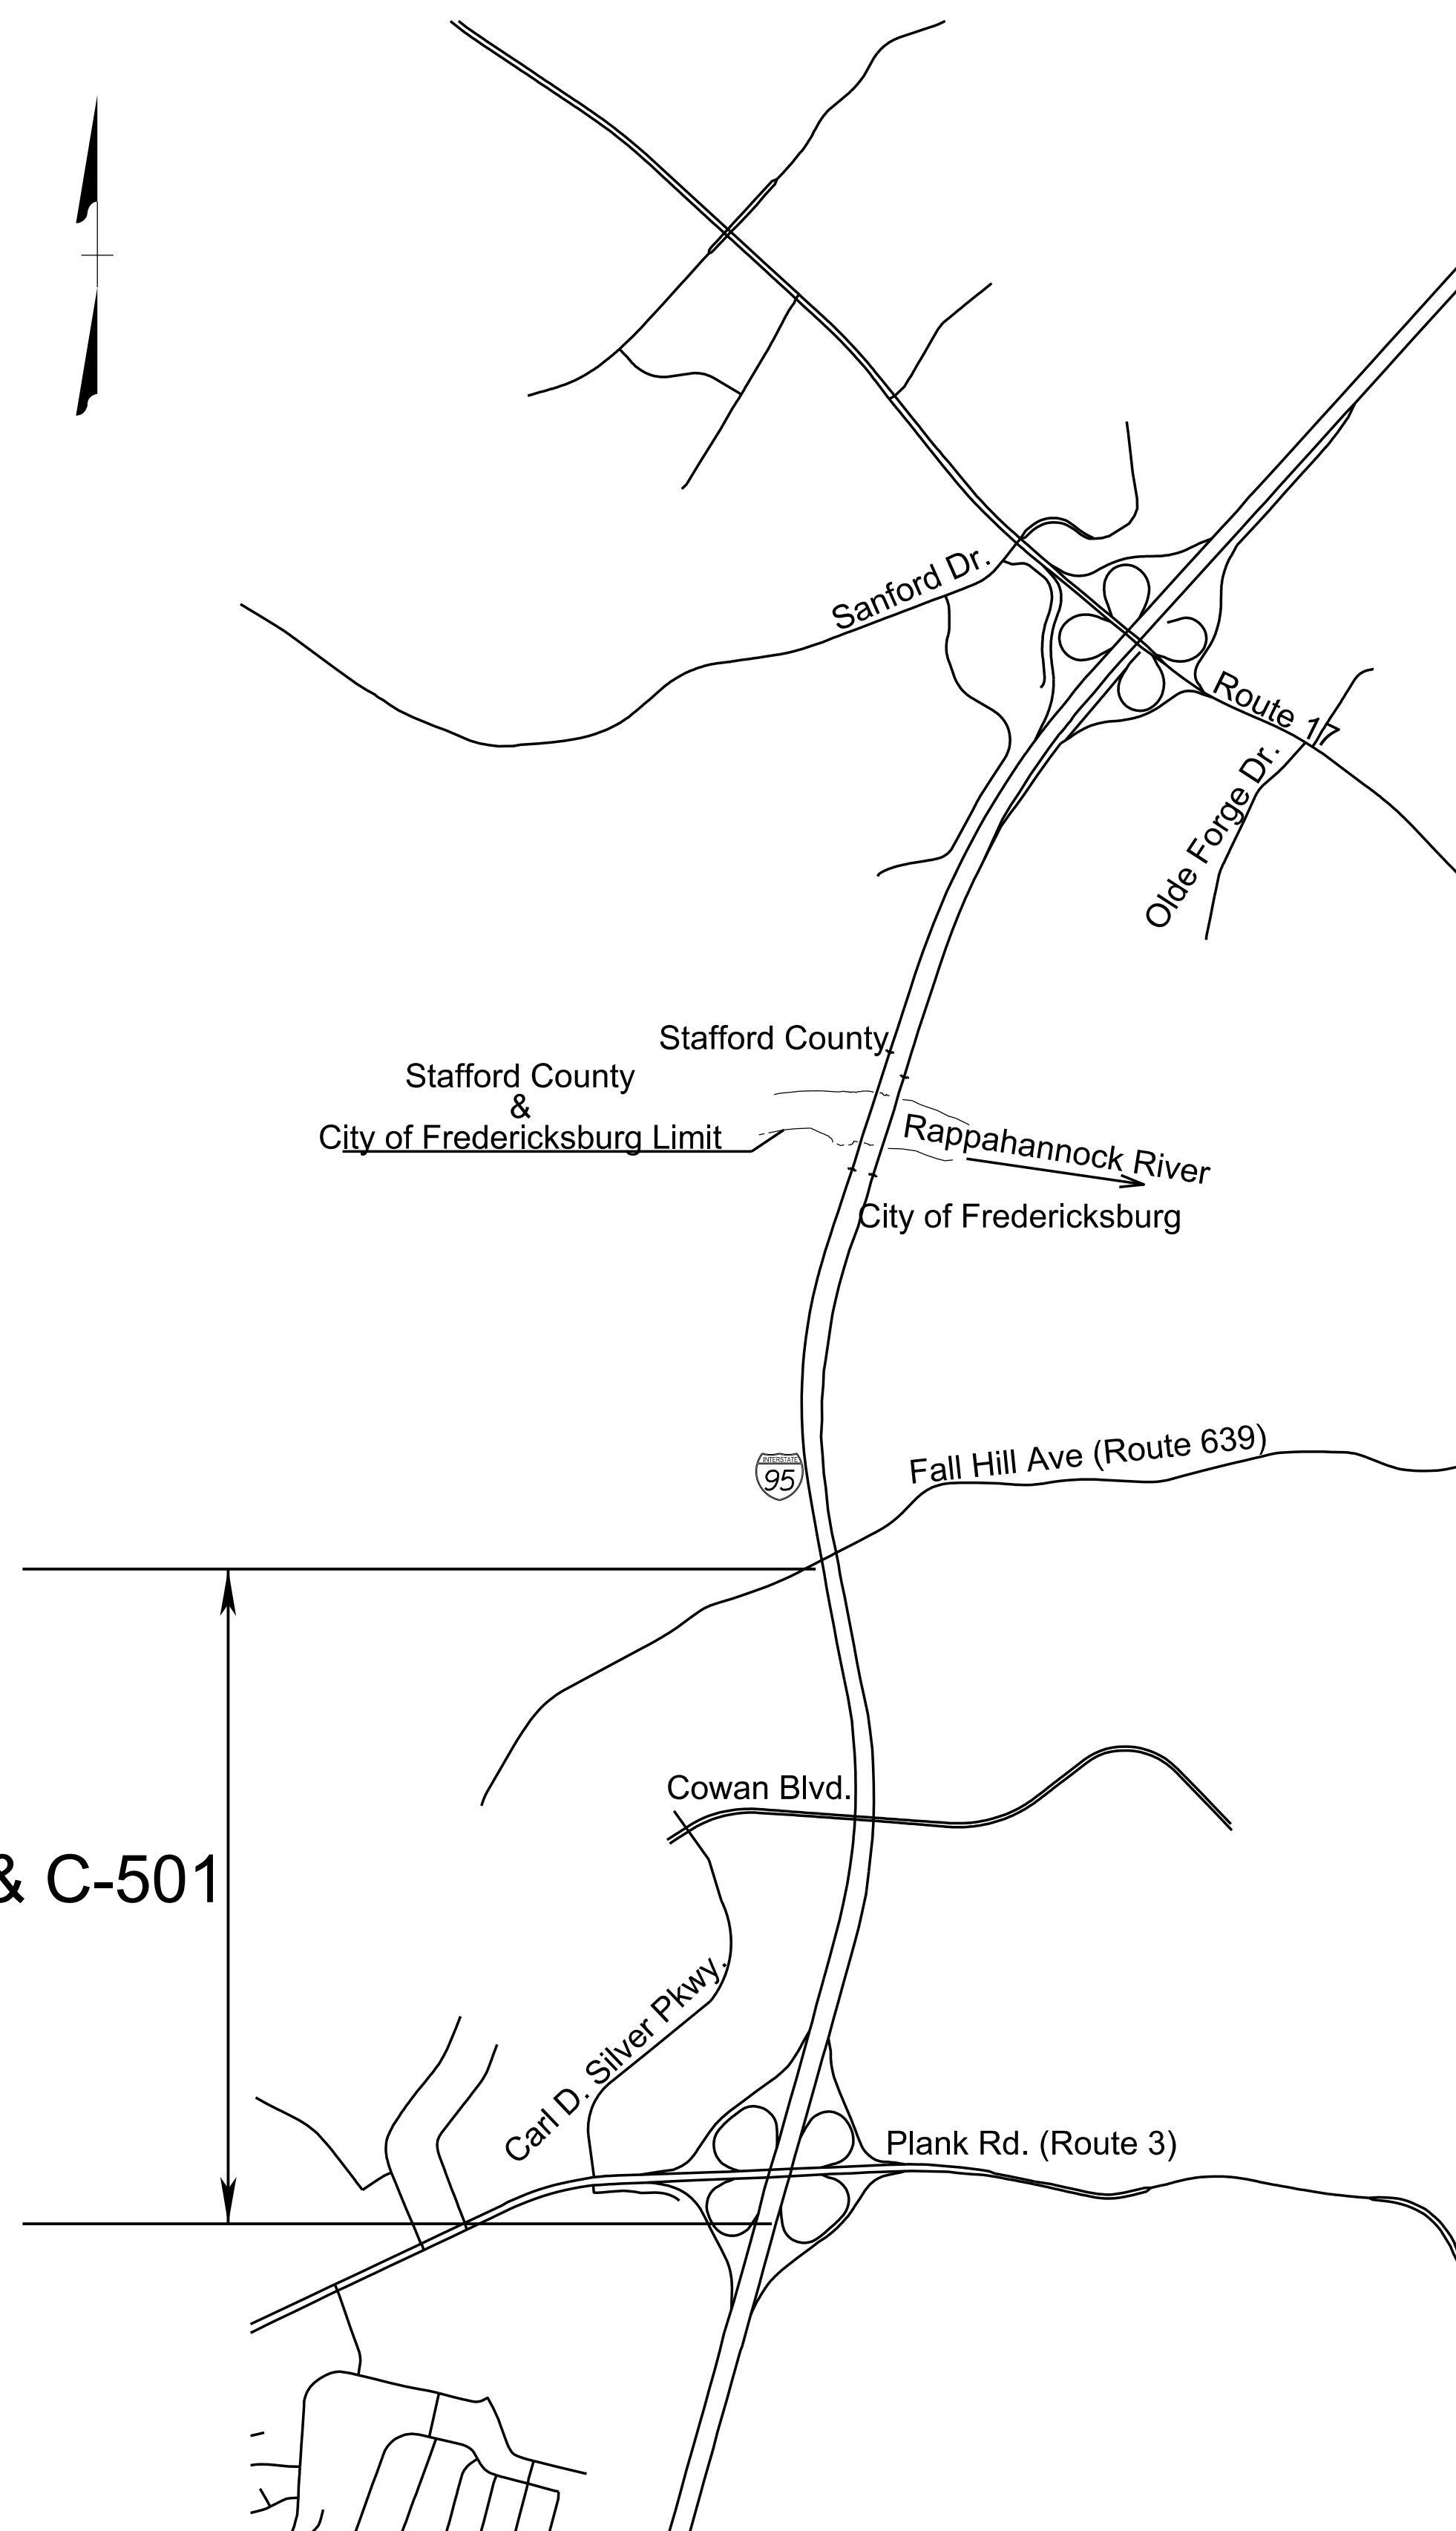 Sanford Dr.
Route 17
Olde Forge Dr.
Stafford County
Stafford County
&
City of Fredericksburg Limit
Rappahannock River
City of Fredericksburg
Fall Hill Ave (Route 639)
INTERSTATE
95
Cowan Blvd.
& C-501
Carl D. Silver Pkwy.
Plank Rd. (Route 3)